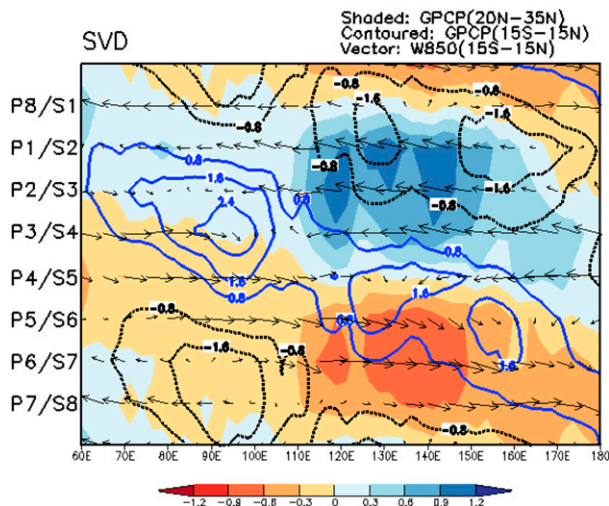 Shaded: GPCP(20N-35N)
SVD
Contoured: GPCP(15S-15N)
Vector: W850(15S-15N)
P8/S1
-0.8
-1.6
-0.8
-0.8
-1.6
P1/S2
0.8
-0.8
P2/S3
1.6
0.8
-0.8
2.4
P3/S4
0.8
P4/S5
1.6
0.8
1.6
P5/S6
-0.8
0.8
-1.6
-0.8
1.6
P6/S7
P7/S8
-0.8
-0.8
60E 70E 80E 90E 100E 110E 120E 130E 140E 150E 160E 170E 180
-1.2 -0.8 -0.6 -0.3 0 0.3 0.6 0.9 1.2